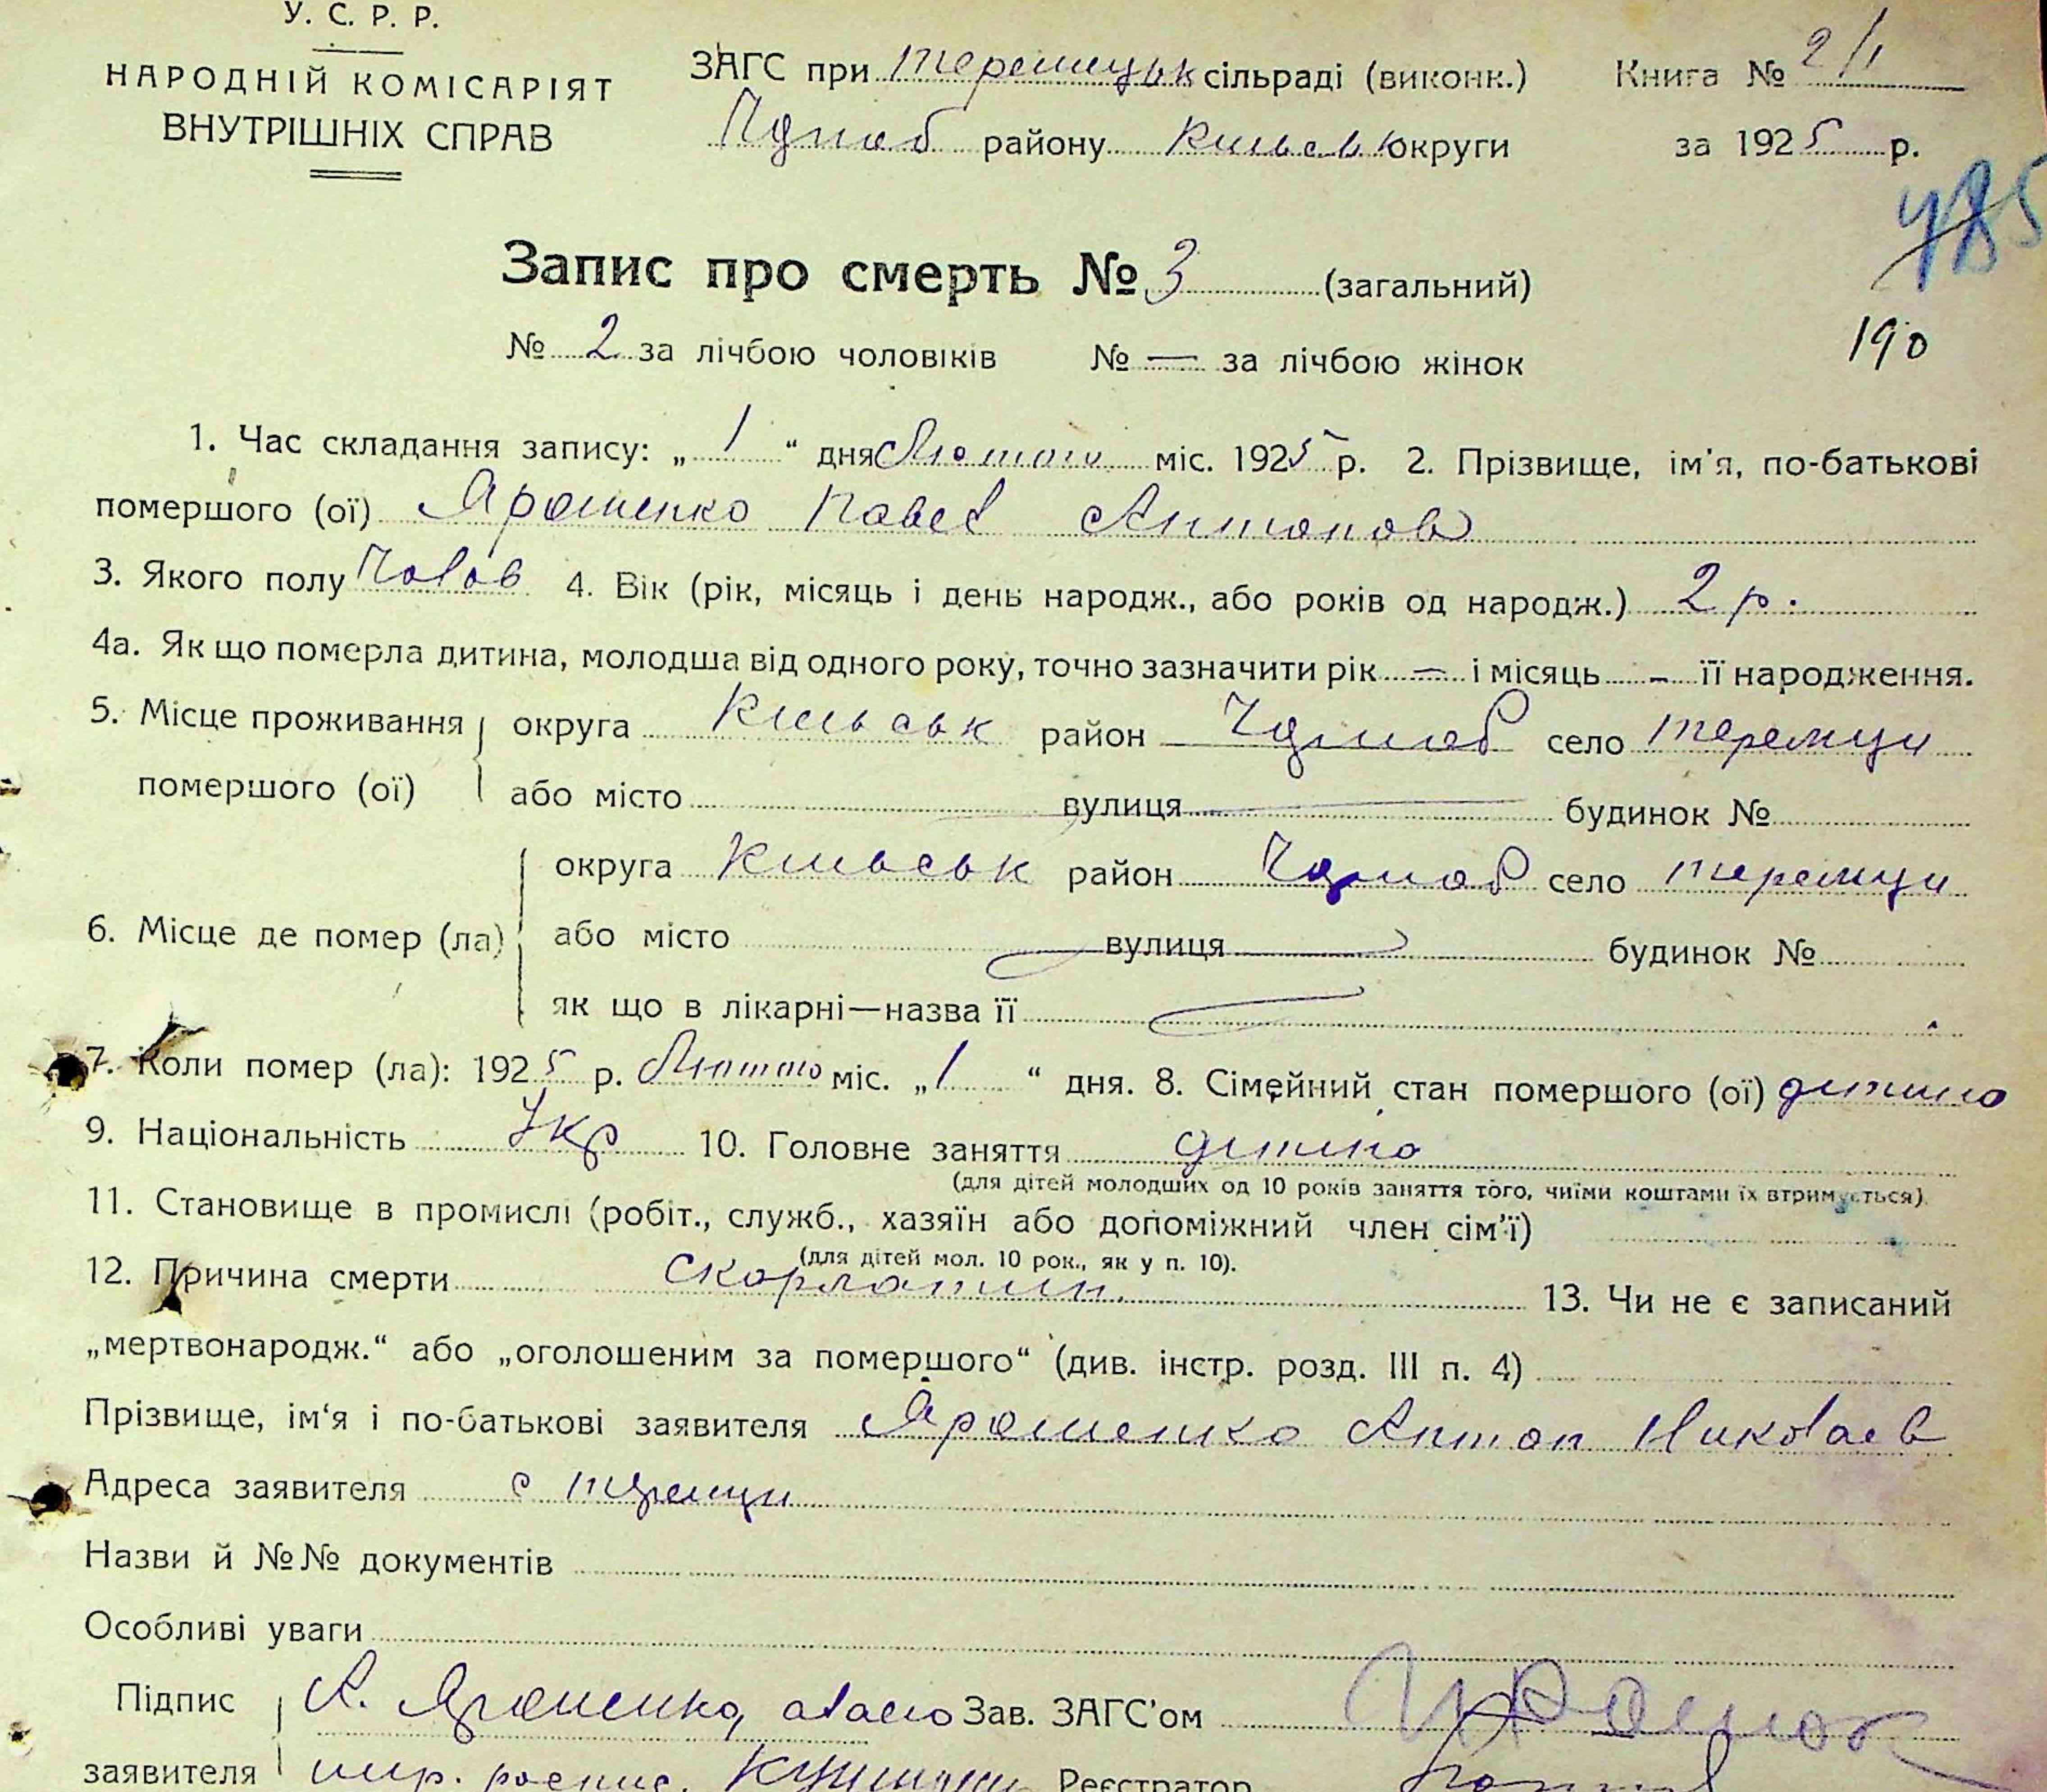 У. С. Р. Р.
НАРОДНІЙ КОМІСАРІЯТ
ВНУТРІШНІХ СПРАВ
ЗАГС при теремецьк сільраді (виконк.)
району Київськ округи
Книга № 2/1
за 1925 р.
485
Запис про смерть № 3 (загальний)
№ 2 за лічбою чоловіків № — за лічбою жінок
190
1. Час складання запису: „ 1 “ дня Лютого міс. 1925 р. 2. Прізвище, ім'я, по-батькові
помершого (ої) Ярошенко Павел Антонов
3. Якого полу Чолов 4. Вік (рік, місяць і день народж., або років од народж.) 2 р.
4а. Як що померла дитина, молодша від одного року, точно зазначити рік — і місяць – її народження.
5. Місце проживання округа Київськ район село теремци
помершого (ої) або місто вулиця будинок №
округа Київськ район село теремци
6. Місце де помер (ла) або місто вулиця будинок №
як що в лікарні—назва її
7. Коли помер (ла): 1925 р. Лютого міс. „1 “ дня. 8. Сімейний стан помершого (ої) дитина
9. Національність Укр 10. Головне заняття дитина
(для дітей молодших од 10 років заняття того, чиїми коштами їх втримується).
11. Становище в промислі (робіт., служб., хазяїн або допоміжний член сім'ї)
(для дітей мол. 10 рок., як у п. 10).
12. Причина смерти скорлатин. 13. Чи не є записаний
„мертвонародж.“ або „оголошеним за помершого“ (див. інстр. розд. III п. 4)
Прізвище, ім‘я і по-батькові заявителя Ярошенко Антон Николаев
Адреса заявителя с теремци
Назви й №№ документів
Особливі уваги
Підпис А. Ярошенко, Зав. ЗАГС'ом
заявителя Реєстратор